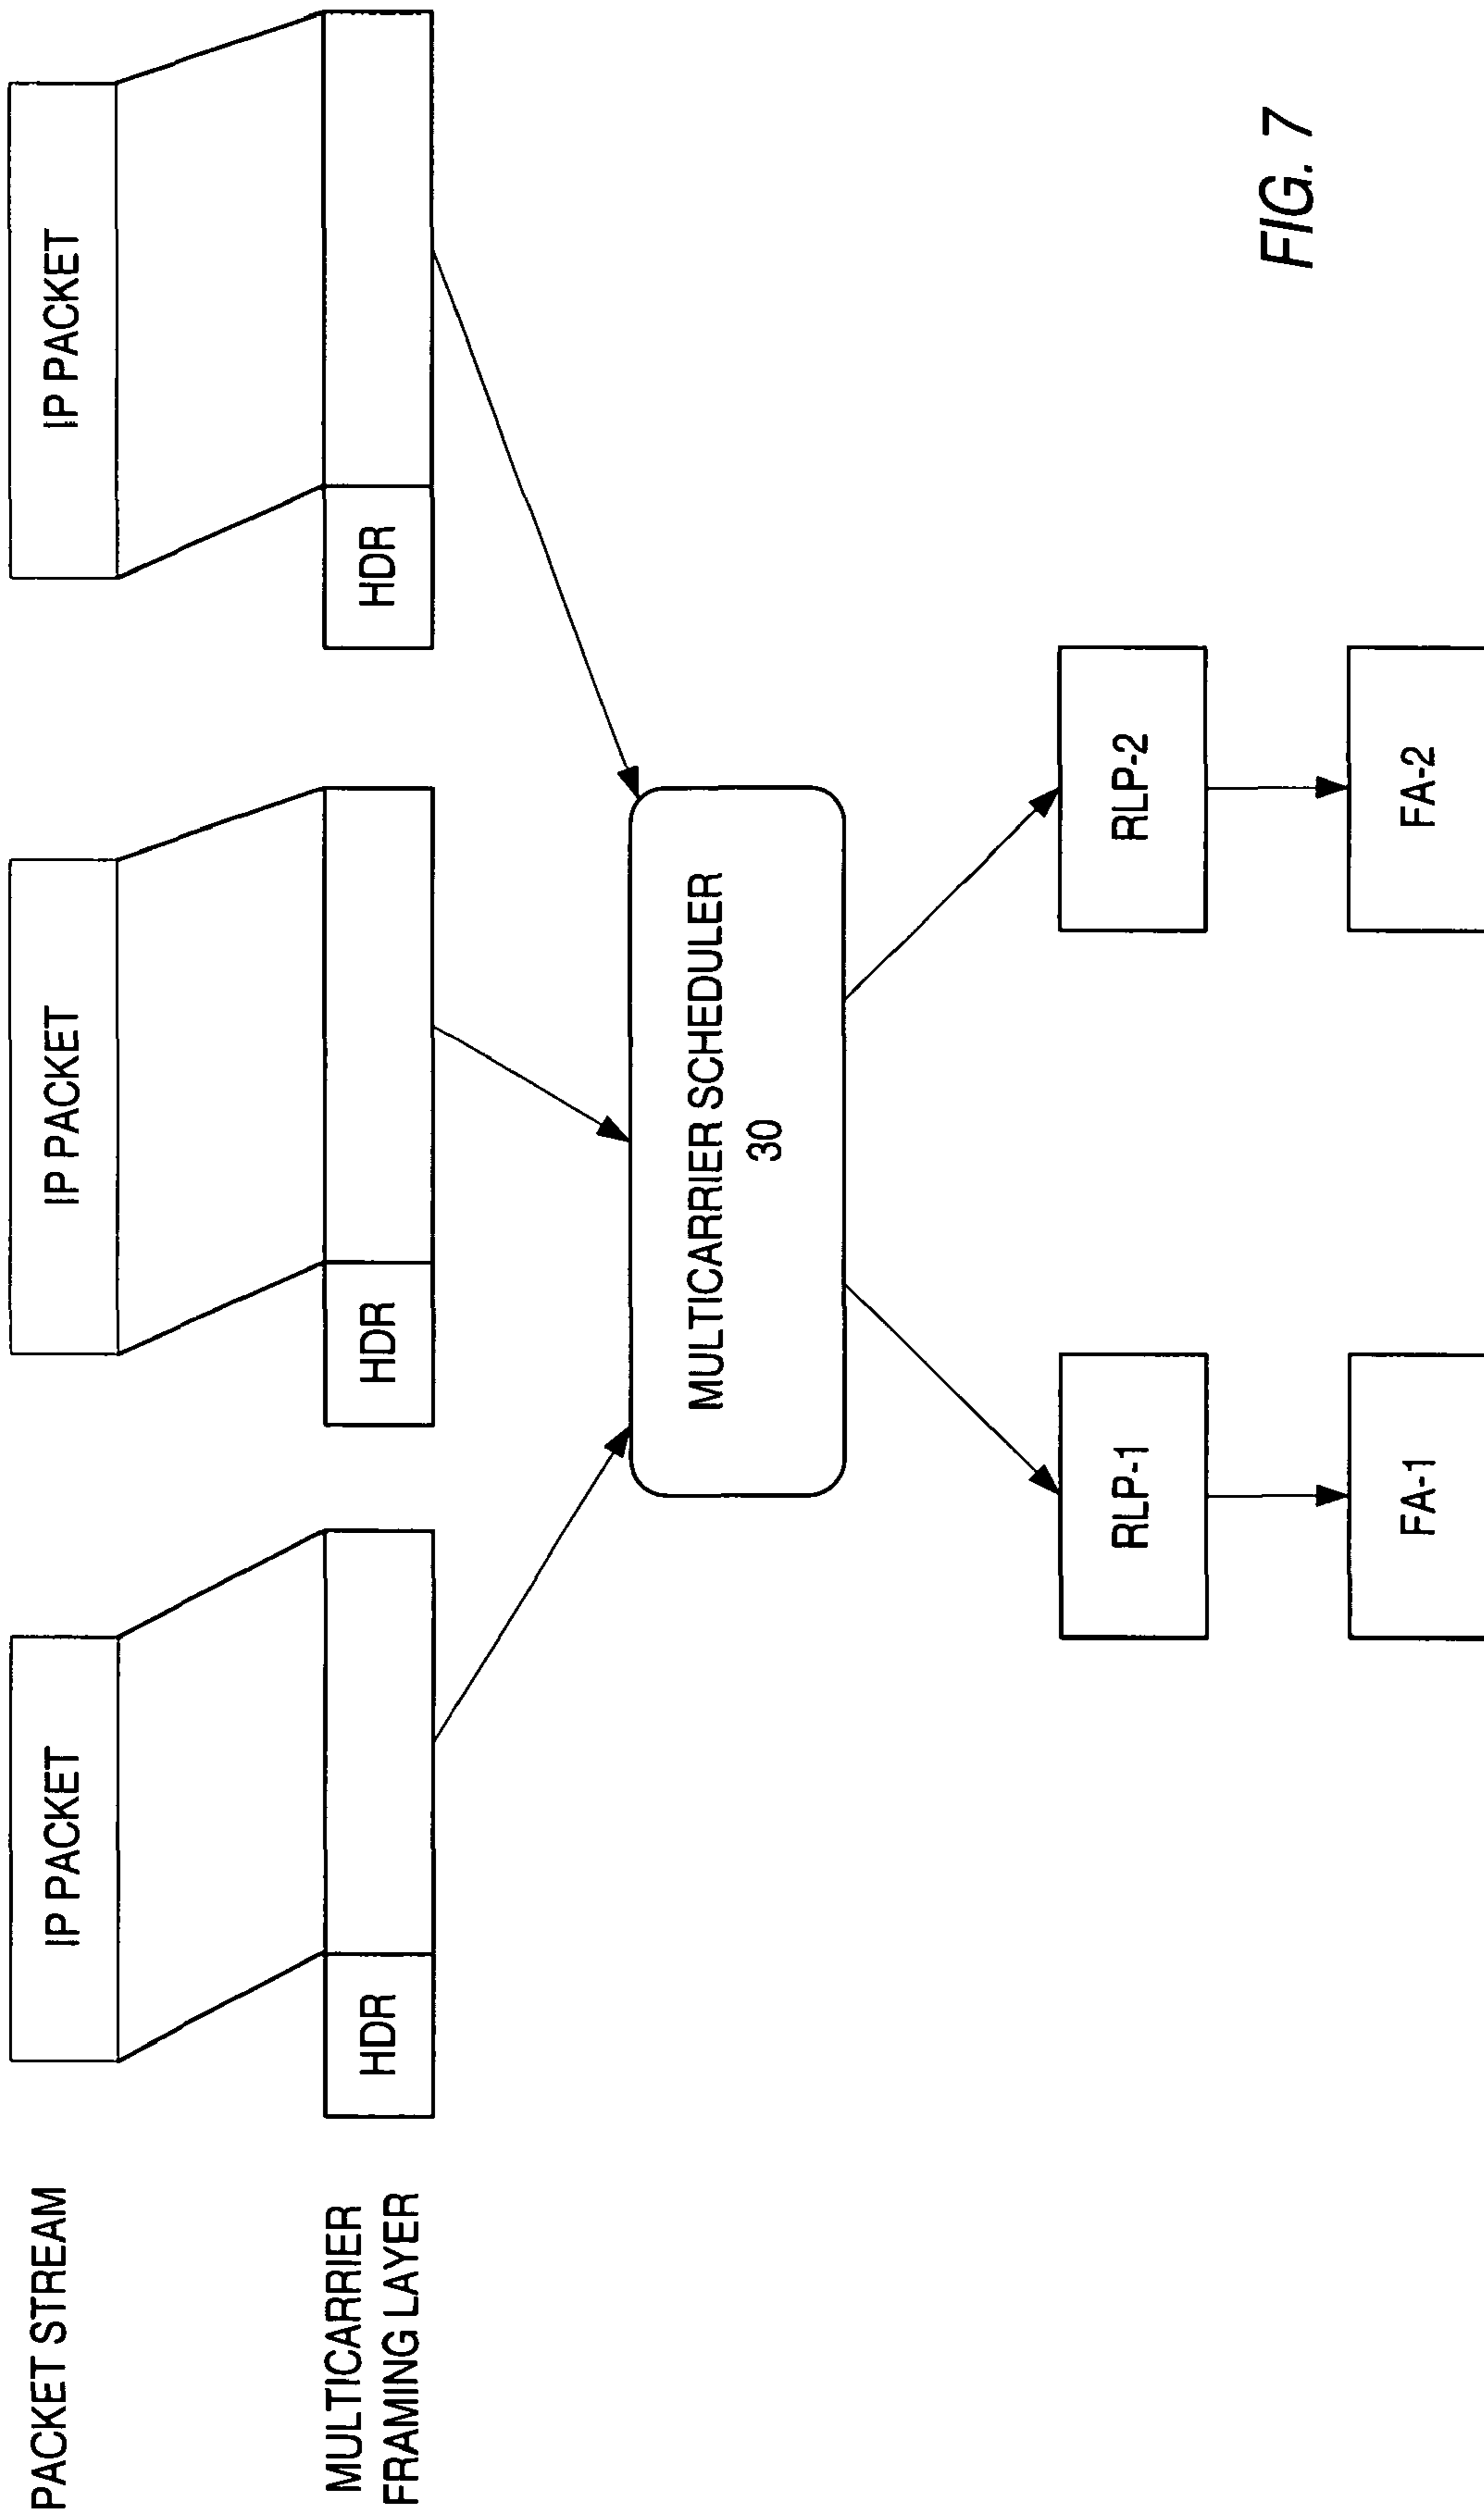 PACKET STREAM
IP PACKET
IP PACKET
IP PACKET
MULTICARRIER
FRAMING LAYER
HDR
HDR
HDR
MULTICARRIER SCHEDULER
30
RLP-1
RLP-2
FA-1
FA-2
FIG. 7